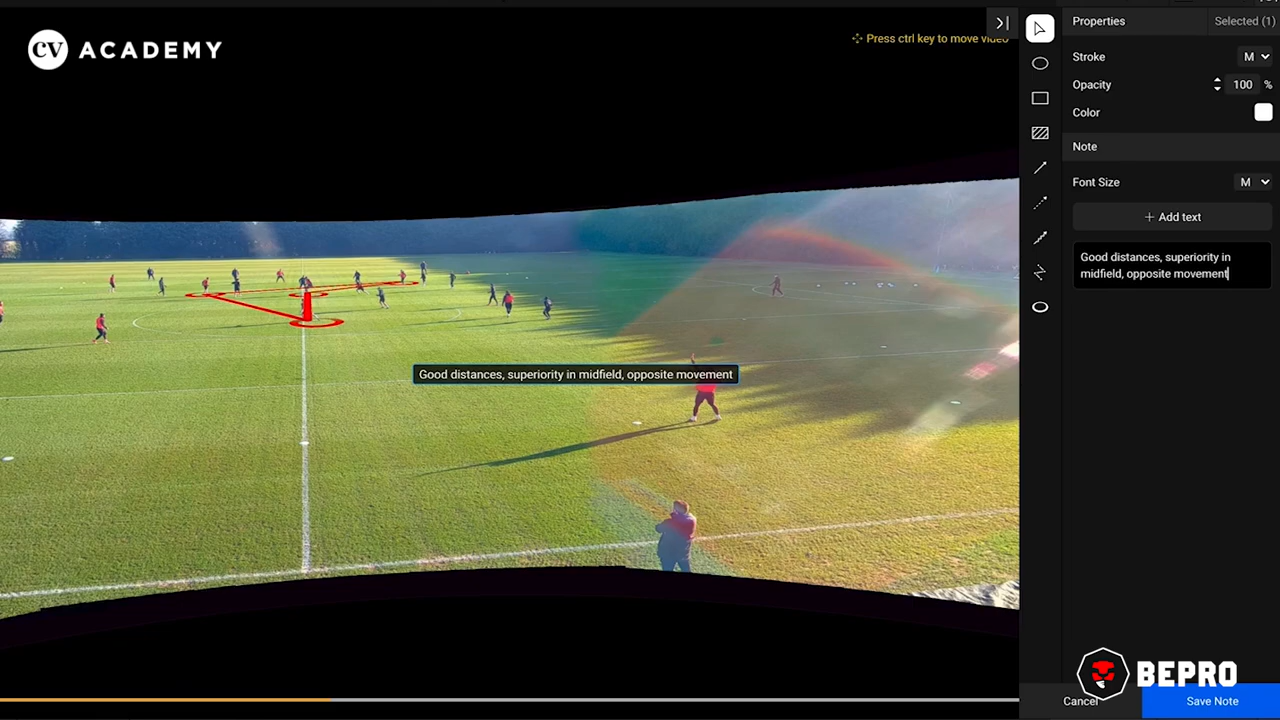 CV ACADEMY
Press ctrl key to move video
Properties
Selected (1)
Stroke
M
Opacity
100 %
Color
Note
Font Size
M
+ Add text
Good distances, superiority in
midfield, opposite movement
Good distances, superiority in midfield, opposite movement
BEPRO
Cancel
Save Note